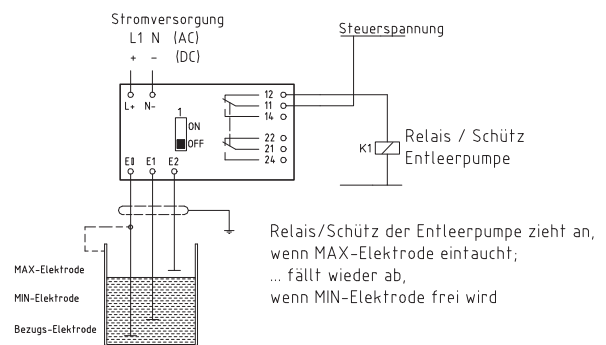 Stromversorgung
L1 N (AC)
+ - (DC)
Steuerspannung
L+ N-
1
ON
OFF
12
11
14
22
21
24
E0 E1 E2
K1
Relais / Schütz
Entleerpumpe
Relais/Schütz der Entleerpumpe zieht an,
wenn MAX-Elektrode eintaucht;
... fällt wieder ab,
wenn MIN-Elektrode frei wird
MAX-Elektrode
MIN-Elektrode
Bezugs-Elektrode